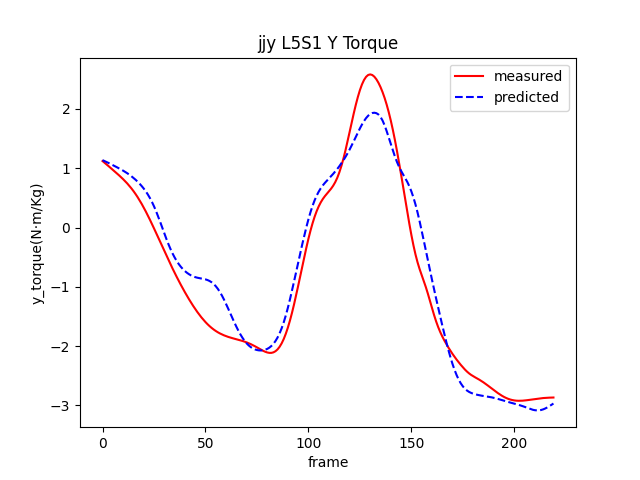 jjy L5S1 Y Torque
measured
predicted
y_torque(N·m/Kg)
2
1
0
−1
−2
−3
0
50
100
150
200
frame